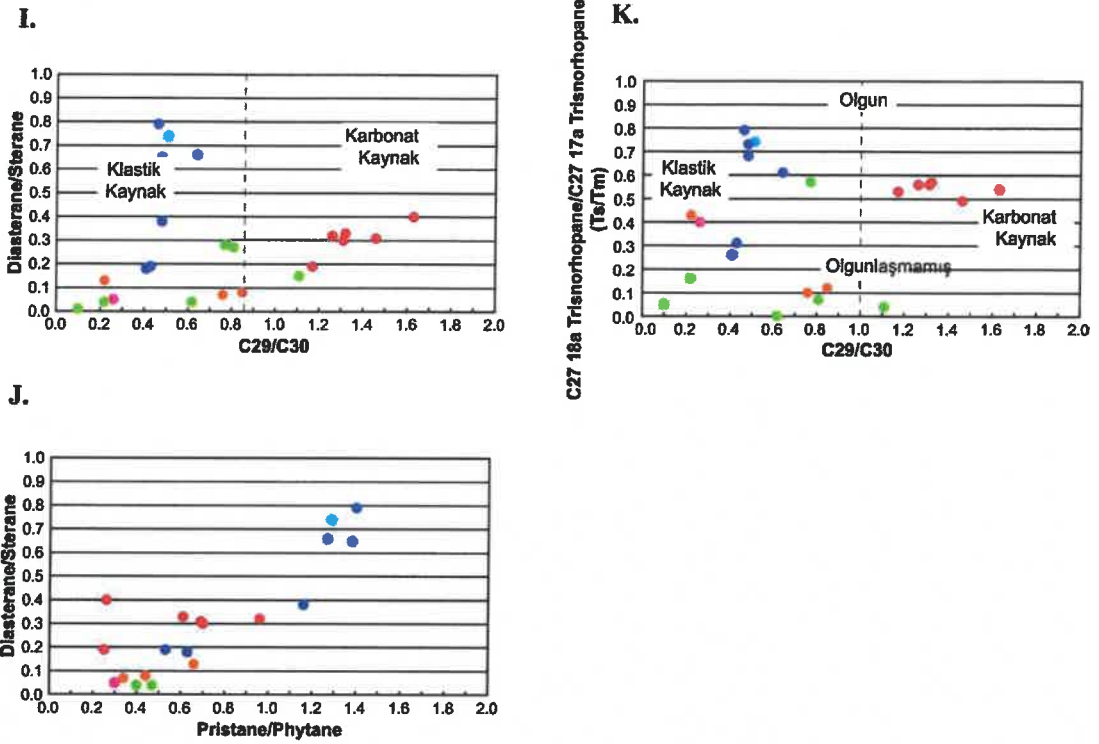 I.
Diasterane/Sterane
1.0
0.9
0.8
0.7
0.6
0.5
0.4
0.3
0.2
0.1
0.0
Klastik
Kaynak
Karbonat
Kaynak
0.0 0.2 0.4 0.6 0.8 1.0 1.2 1.4 1.6 1.8 2.0
C29/C30
K.
C27 18a Trisnorhopane/C27 17a Trisnorhopane
(Ts/Tm)
1.0
0.9
0.8
0.7
0.6
0.5
0.4
0.3
0.2
0.1
0.0
Olgun
Klastik
Kaynak
Karbonat
Kaynak
Olgunlaşmamış
0.0 0.2 0.4 0.6 0.8 1.0 1.2 1.4 1.6 1.8 2.0
C29/C30
J.
Diasterane/Sterane
1.0
0.9
0.8
0.7
0.6
0.5
0.4
0.3
0.2
0.1
0.0
0.0 0.2 0.4 0.6 0.8 1.0 1.2 1.4 1.6 1.8 2.0
Pristane/Phytane